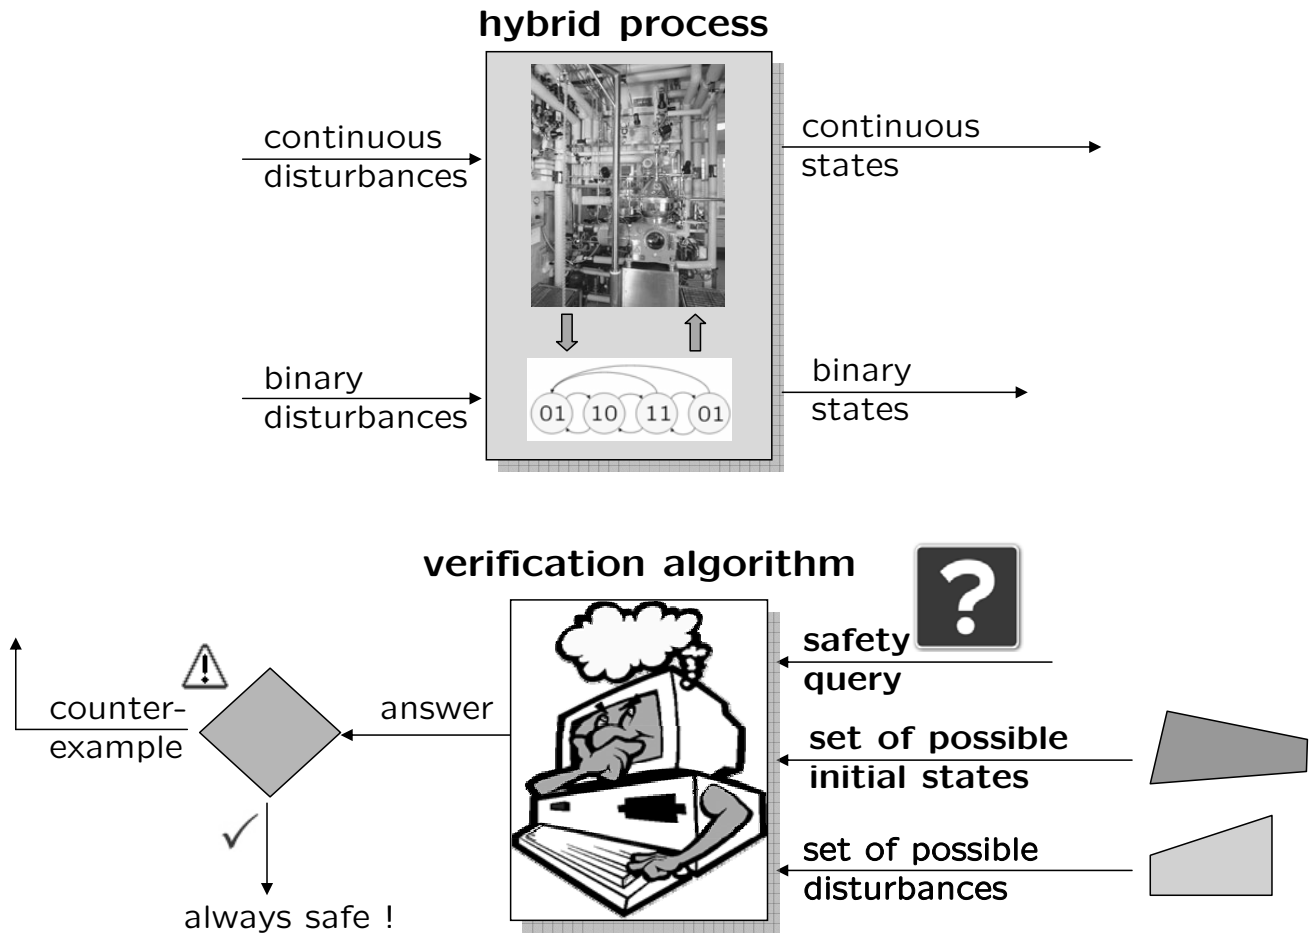 hybrid process
continuous
disturbances
continuous
states
binary
disturbances
binary
states
01 10 11 01
verification algorithm
?
safety
query
!
counter-
example
answer
set of possible
initial states
set of possible
disturbances
always safe !